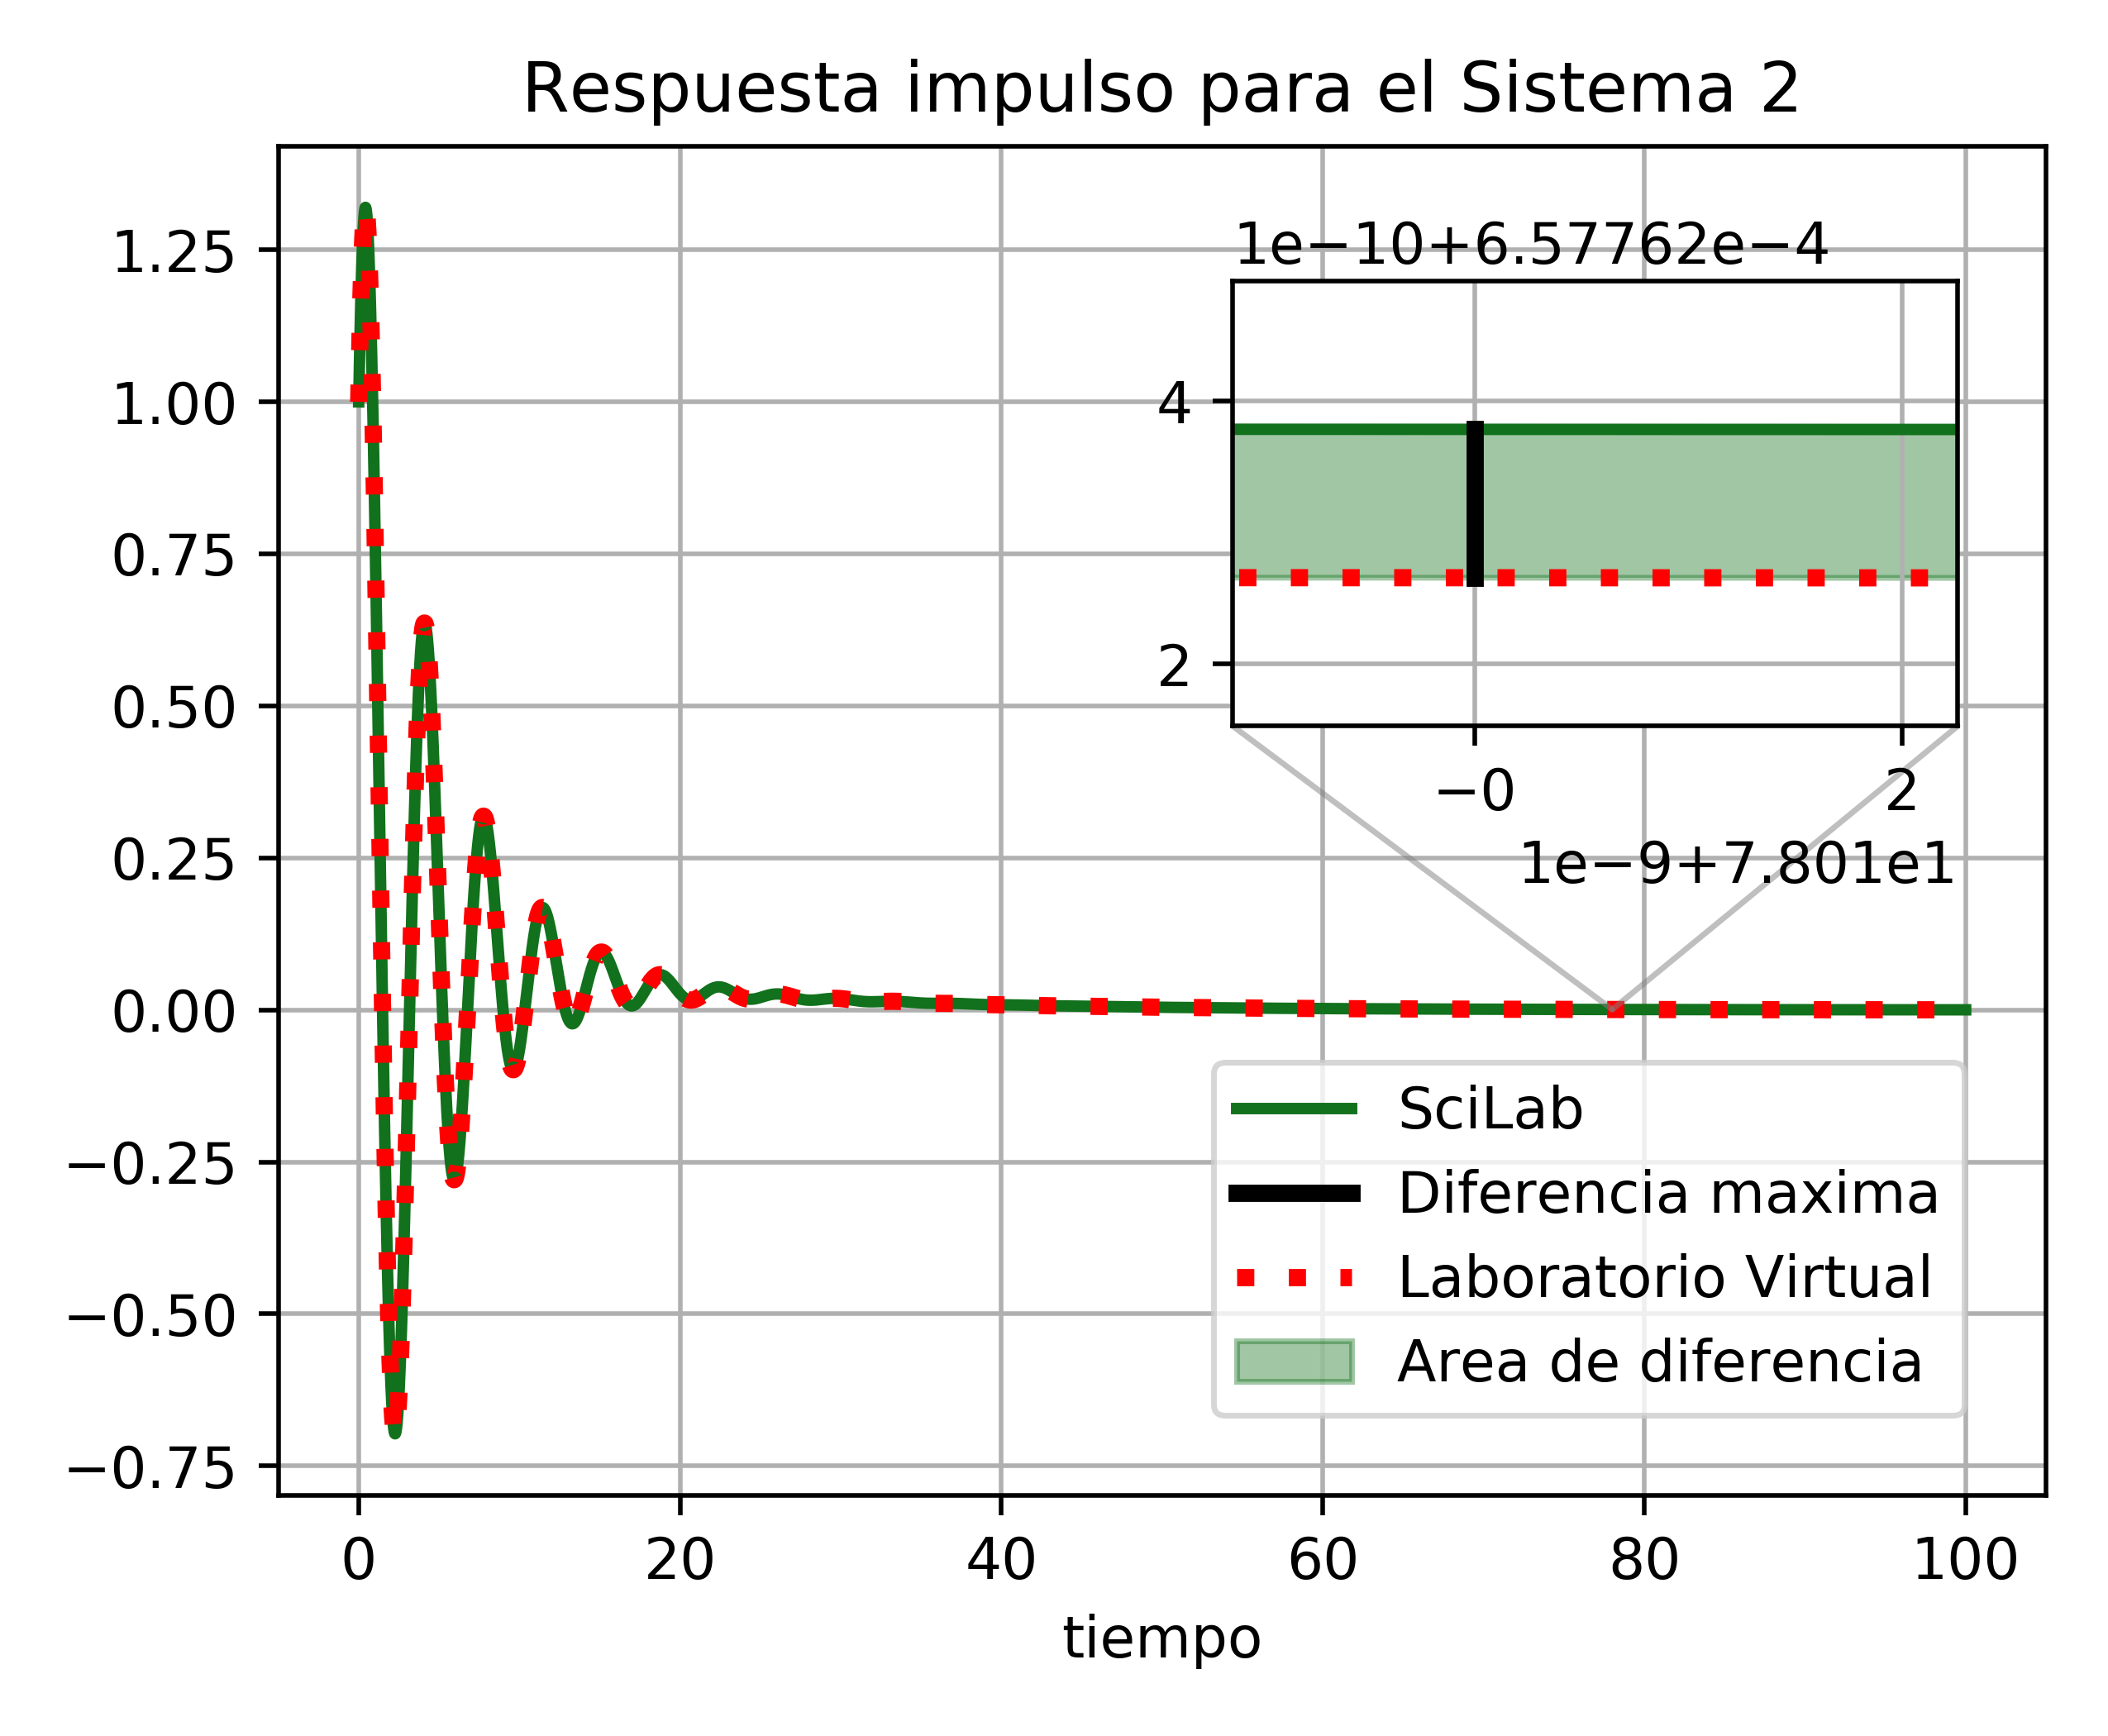 Respuesta impulso para el Sistema 2
1.25
1.00
0.75
0.50
0.25
0.00
−0.25
−0.50
−0.75
0 20 40 60 80 100
tiempo
1e−10+6.57762e−4
4
2
−0 2
1e−9+7.801e1
SciLab
Diferencia maxima
Laboratorio Virtual
Area de diferencia